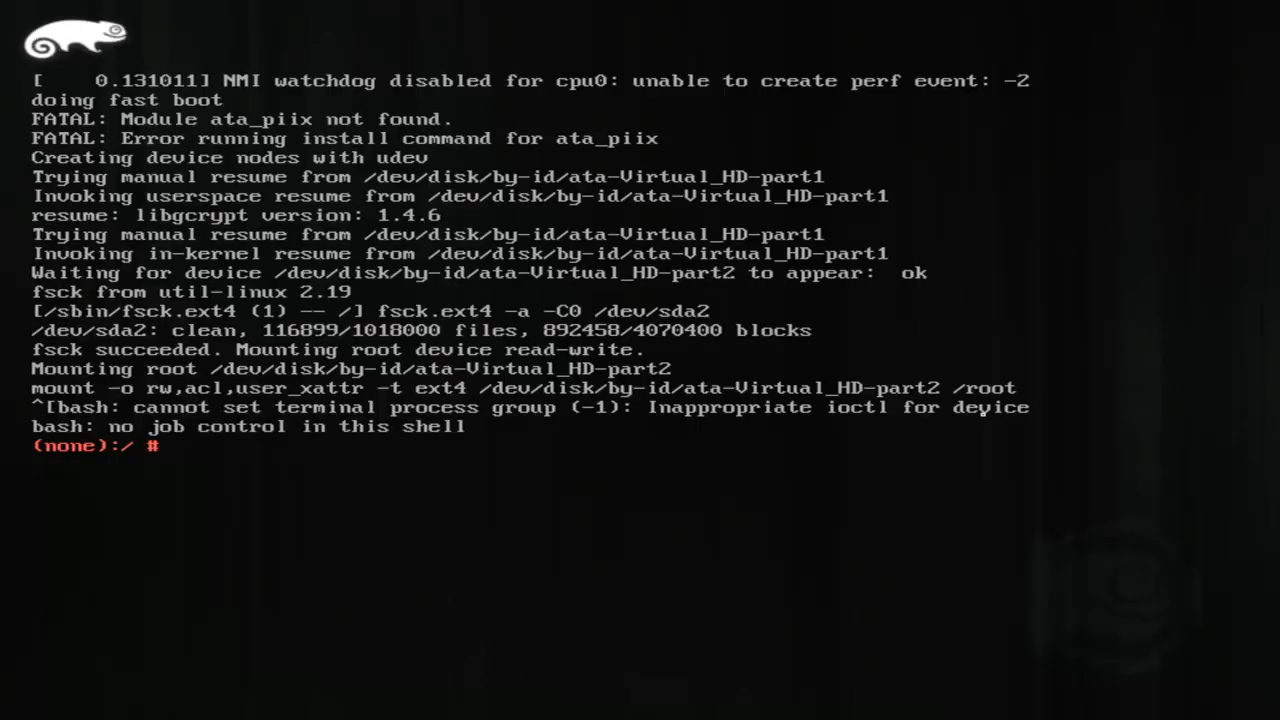 [    0.131011] NMI watchdog disabled for cpu0: unable to create perf event: -2
doing fast boot
FATAL: Module ata_piix not found.
FATAL: Error running install command for ata_piix
Creating device nodes with udev
Trying manual resume from /dev/disk/by-id/ata-Virtual_HD-part1
Invoking userspace resume from /dev/disk/by-id/ata-Virtual_HD-part1
resume: libgcrypt version: 1.4.6
Trying manual resume from /dev/disk/by-id/ata-Virtual_HD-part1
Invoking in-kernel resume from /dev/disk/by-id/ata-Virtual_HD-part1
Waiting for device /dev/disk/by-id/ata-Virtual_HD-part2 to appear:  ok
fsck from util-linux 2.19
[/sbin/fsck.ext4 (1) -- /] fsck.ext4 -a -C0 /dev/sda2
/dev/sda2: clean, 116899/1018000 files, 892458/4070400 blocks
fsck succeeded. Mounting root device read-write.
Mounting root /dev/disk/by-id/ata-Virtual_HD-part2
mount -o rw,acl,user_xattr -t ext4 /dev/disk/by-id/ata-Virtual_HD-part2 /root
^[bash: cannot set terminal process group (-1): Inappropriate ioctl for device
bash: no job control in this shell
(none):/ #